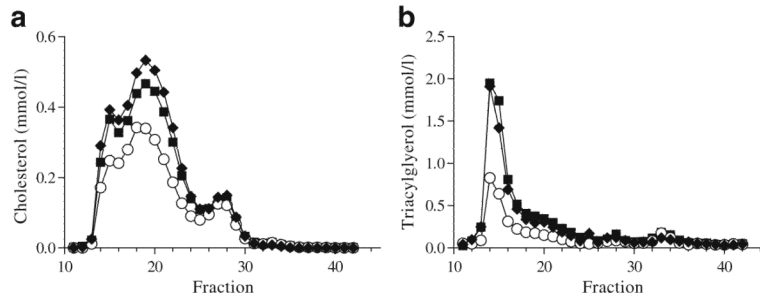 a
0.6
0.4
0.2
0.0
Cholesterol (mmol/l)
10 20 30 40
Fraction
b
2.5
2.0
1.5
1.0
0.5
0.0
Triacylglyerol (mmol/l)
10 20 30 40
Fraction